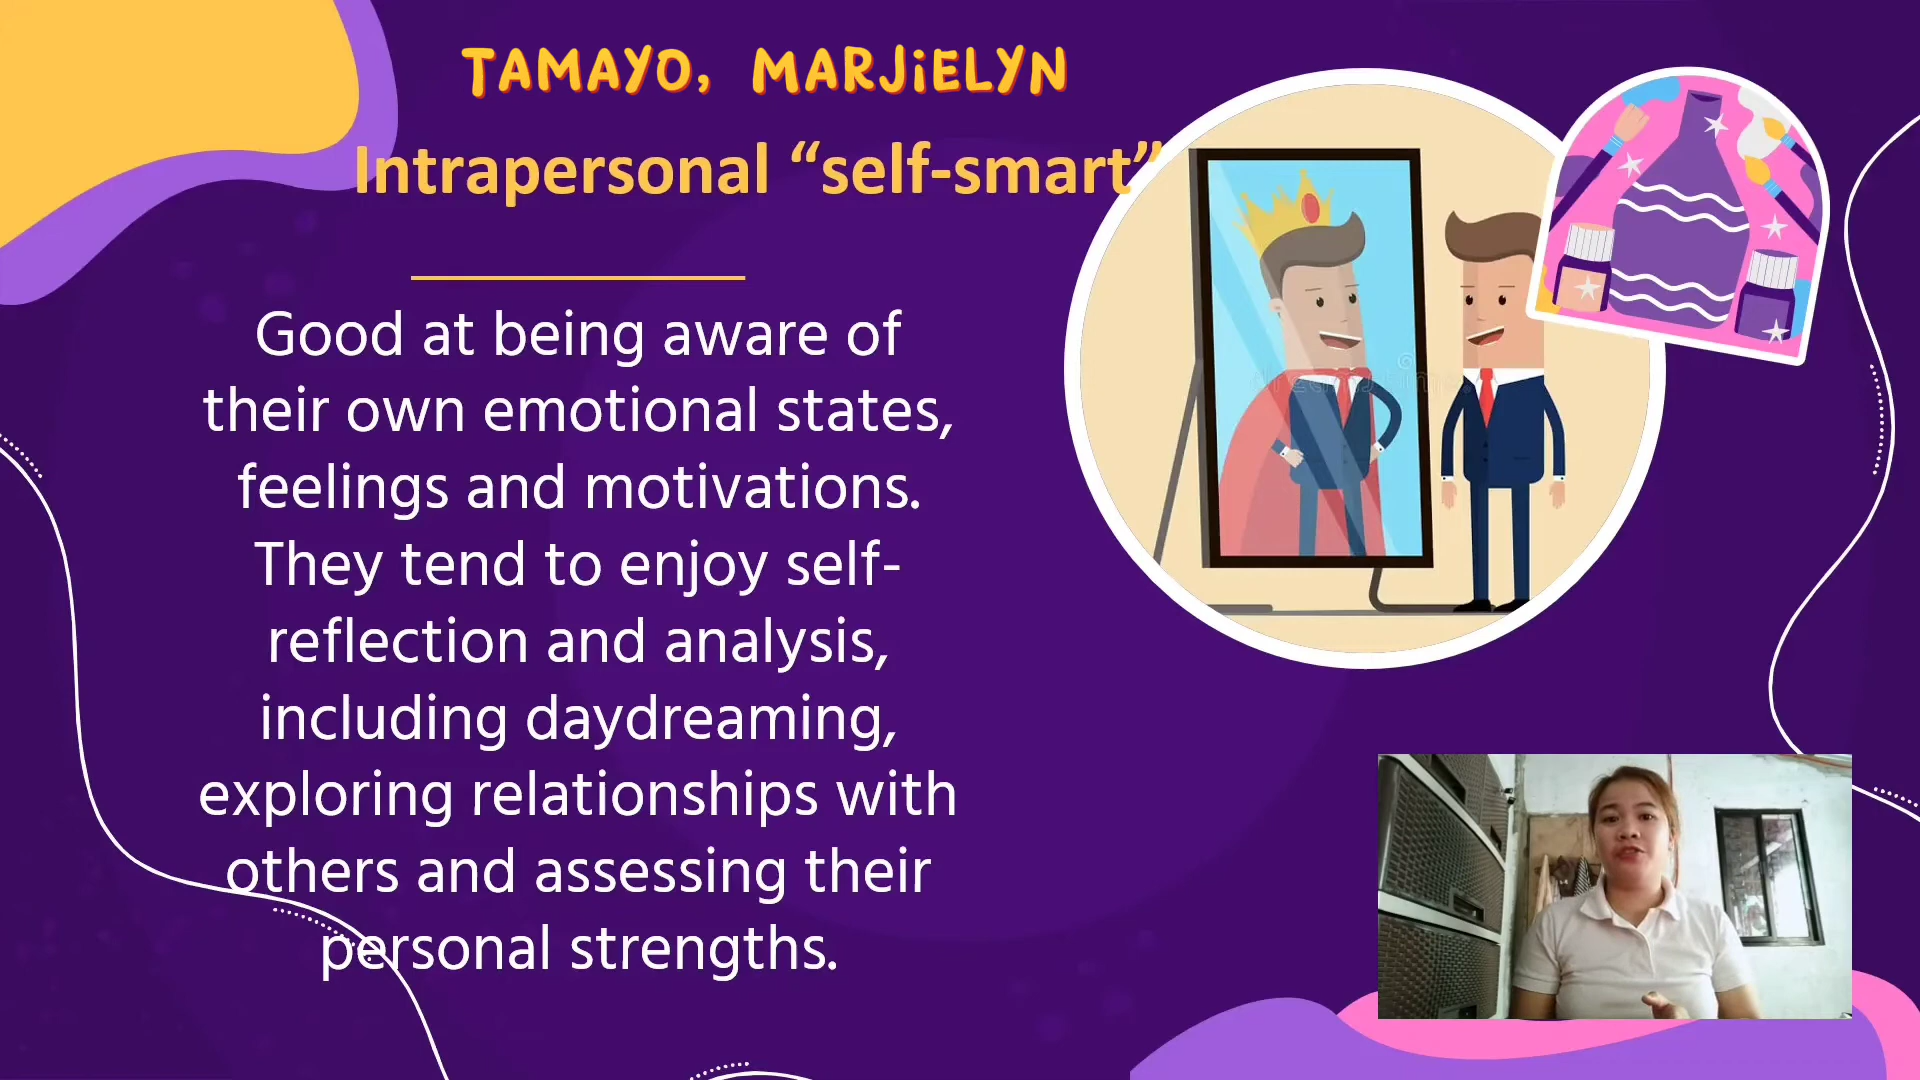 TAMAYO, MARJiELYN
Intrapersonal “self-smart”
Good at being aware of
their own emotional states,
feelings and motivations.
They tend to enjoy self-
reflection and analysis,
including daydreaming,
exploring relationships with
others and assessing their
personal strengths.
dreamstime